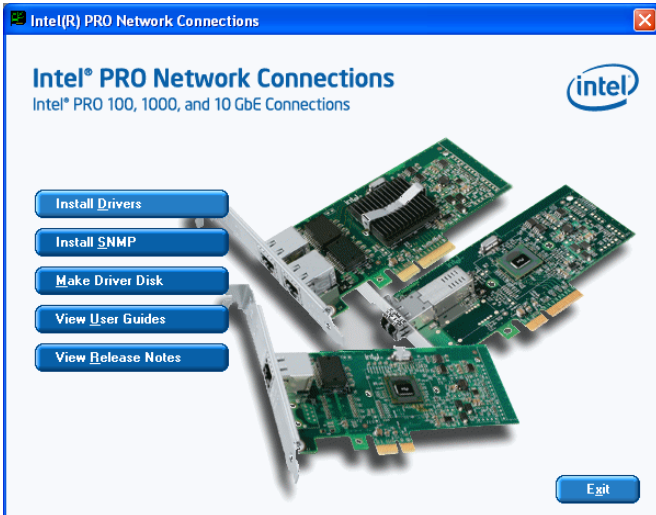 Intel(R) PRO Network Connections
Intel® PRO Network Connections
Intel® PRO 100, 1000, and 10 GbE Connections
intel
Install Drivers
Install SNMP
Make Driver Disk
View User Guides
View Release Notes
Exit